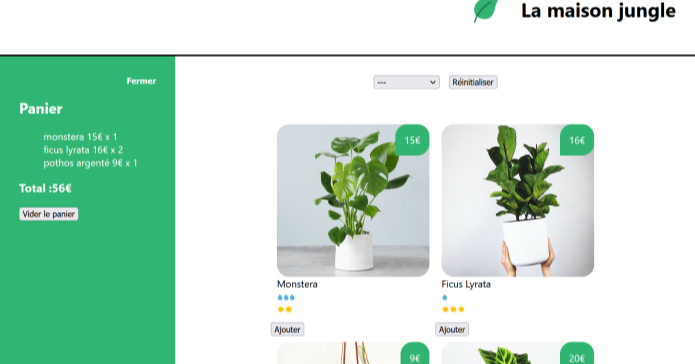 La maison jungle
Fermer
Panier
monstera 15€ x 1
ficus lyrata 16€ x 2
pothos argenté 9€ x 1
Total :56€
Vider le panier
---
Réinitialiser
15€
16€
Monstera
Ficus Lyrata
Ajouter
Ajouter
9€
20€